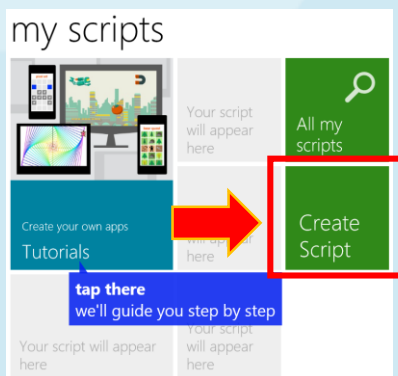 my scripts
Your script
will appear
here
All my
scripts
Create your own apps
Tutorials
will appear
here
Create
Script
tap there
we'll guide you step by step
Your script will appear
here
Your script
will appear
here